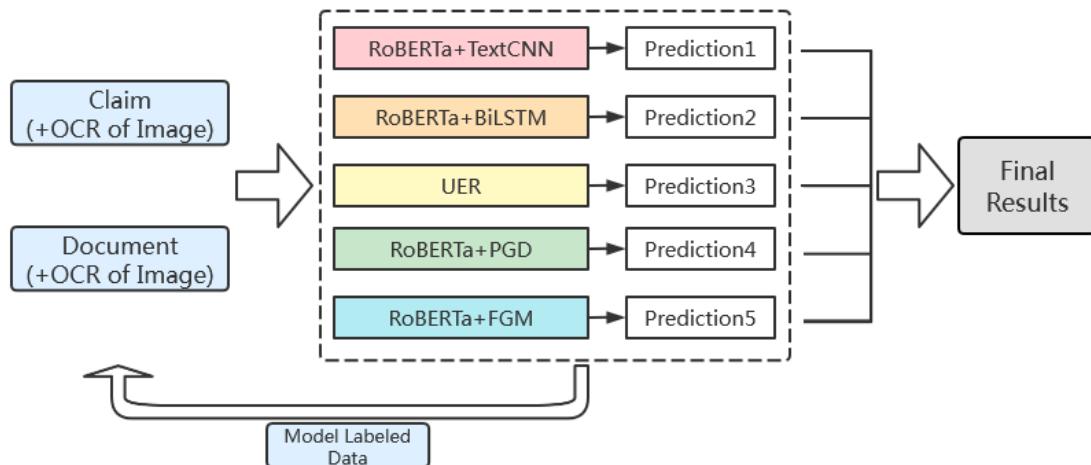 Claim
(+OCR of Image)
Document
(+OCR of Image)
RoBERTa+TextCNN
Prediction1
RoBERTa+BiLSTM
Prediction2
UER
Prediction3
RoBERTa+PGD
Prediction4
RoBERTa+FGM
Prediction5
Final
Results
Model Labeled
Data